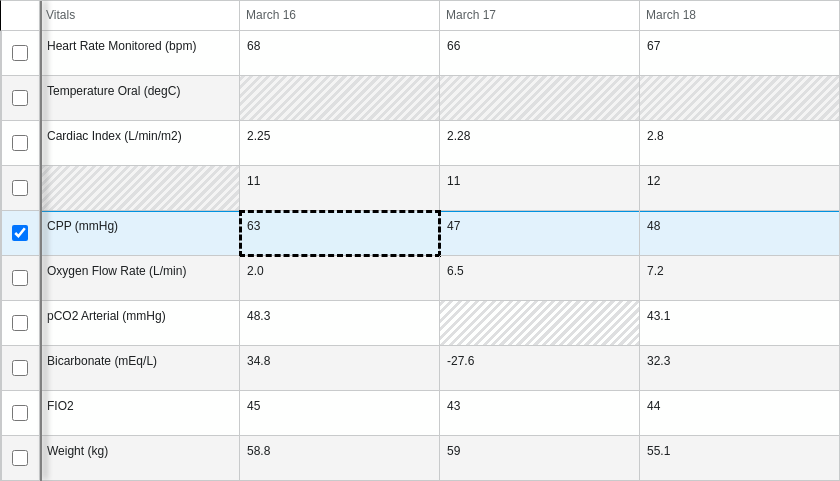 Vitals March 16 March 17 March 18
Heart Rate Monitored (bpm) 68 66 67
Temperature Oral (degC)
Cardiac Index (L/min/m2) 2.25 2.28 2.8
11 11 12
CPP (mmHg) 63 47 48
Oxygen Flow Rate (L/min) 2.0 6.5 7.2
pCO2 Arterial (mmHg) 48.3 43.1
Bicarbonate (mEq/L) 34.8 -27.6 32.3
FIO2 45 43 44
Weight (kg) 58.8 59 55.1